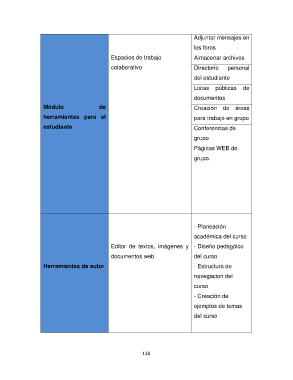 Adjuntar mensajes en
los foros
Espacios de trabajo
colaborativo
Almacenar archivos
Directorio personal
del estudiante
Listas públicas de
documentos
Módulo de
herramientas para el
estudiante
Creación de áreas
para trabajo en grupo
Conferencias de
grupo
Páginas WEB de
grupo.
Herramientas de autor
Editor de textos, imágenes y
documentos web
- Planeación
académica del curso
- Diseño pedagógico
del curso
- Estructura de
navegacion del
curso
- Creación de
ejemplos de temas
del curso
138